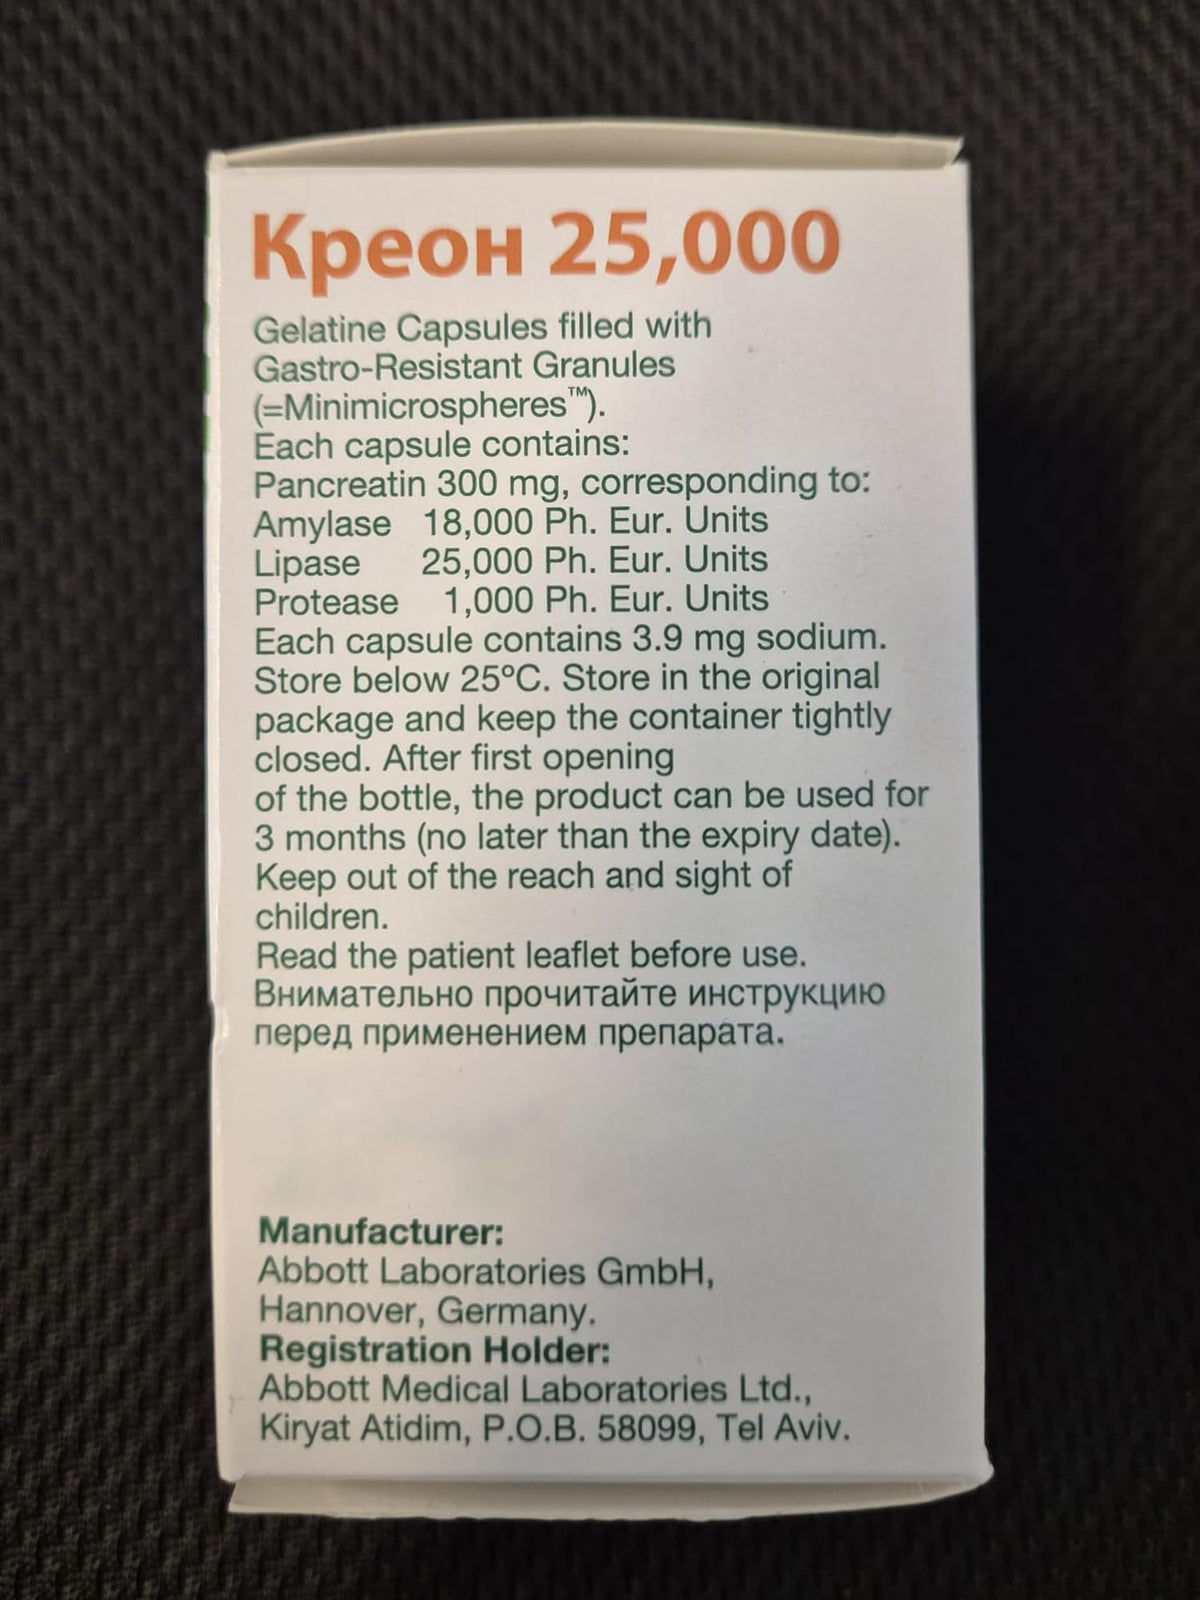 Креон 25,000
Gelatine Capsules filled with
Gastro-Resistant Granules
(=Minimicrospheres™).
Each capsule contains:
Pancreatin 300 mg, corresponding to:
Amylase 18,000 Ph. Eur. Units
Lipase 25,000 Ph. Eur. Units
Protease 1,000 Ph. Eur. Units
Each capsule contains 3.9 mg sodium.
Store below 25ºC. Store in the original
package and keep the container tightly
closed. After first opening
of the bottle, the product can be used for
3 months (no later than the expiry date).
Keep out of the reach and sight of
children.
Read the patient leaflet before use.
Внимательно прочитайте инструкцию
перед применением препарата.
Manufacturer:
Abbott Laboratories GmbH,
Hannover, Germany.
Registration Holder:
Abbott Medical Laboratories Ltd.,
Kiryat Atidim, P.O.B. 58099, Tel Aviv.